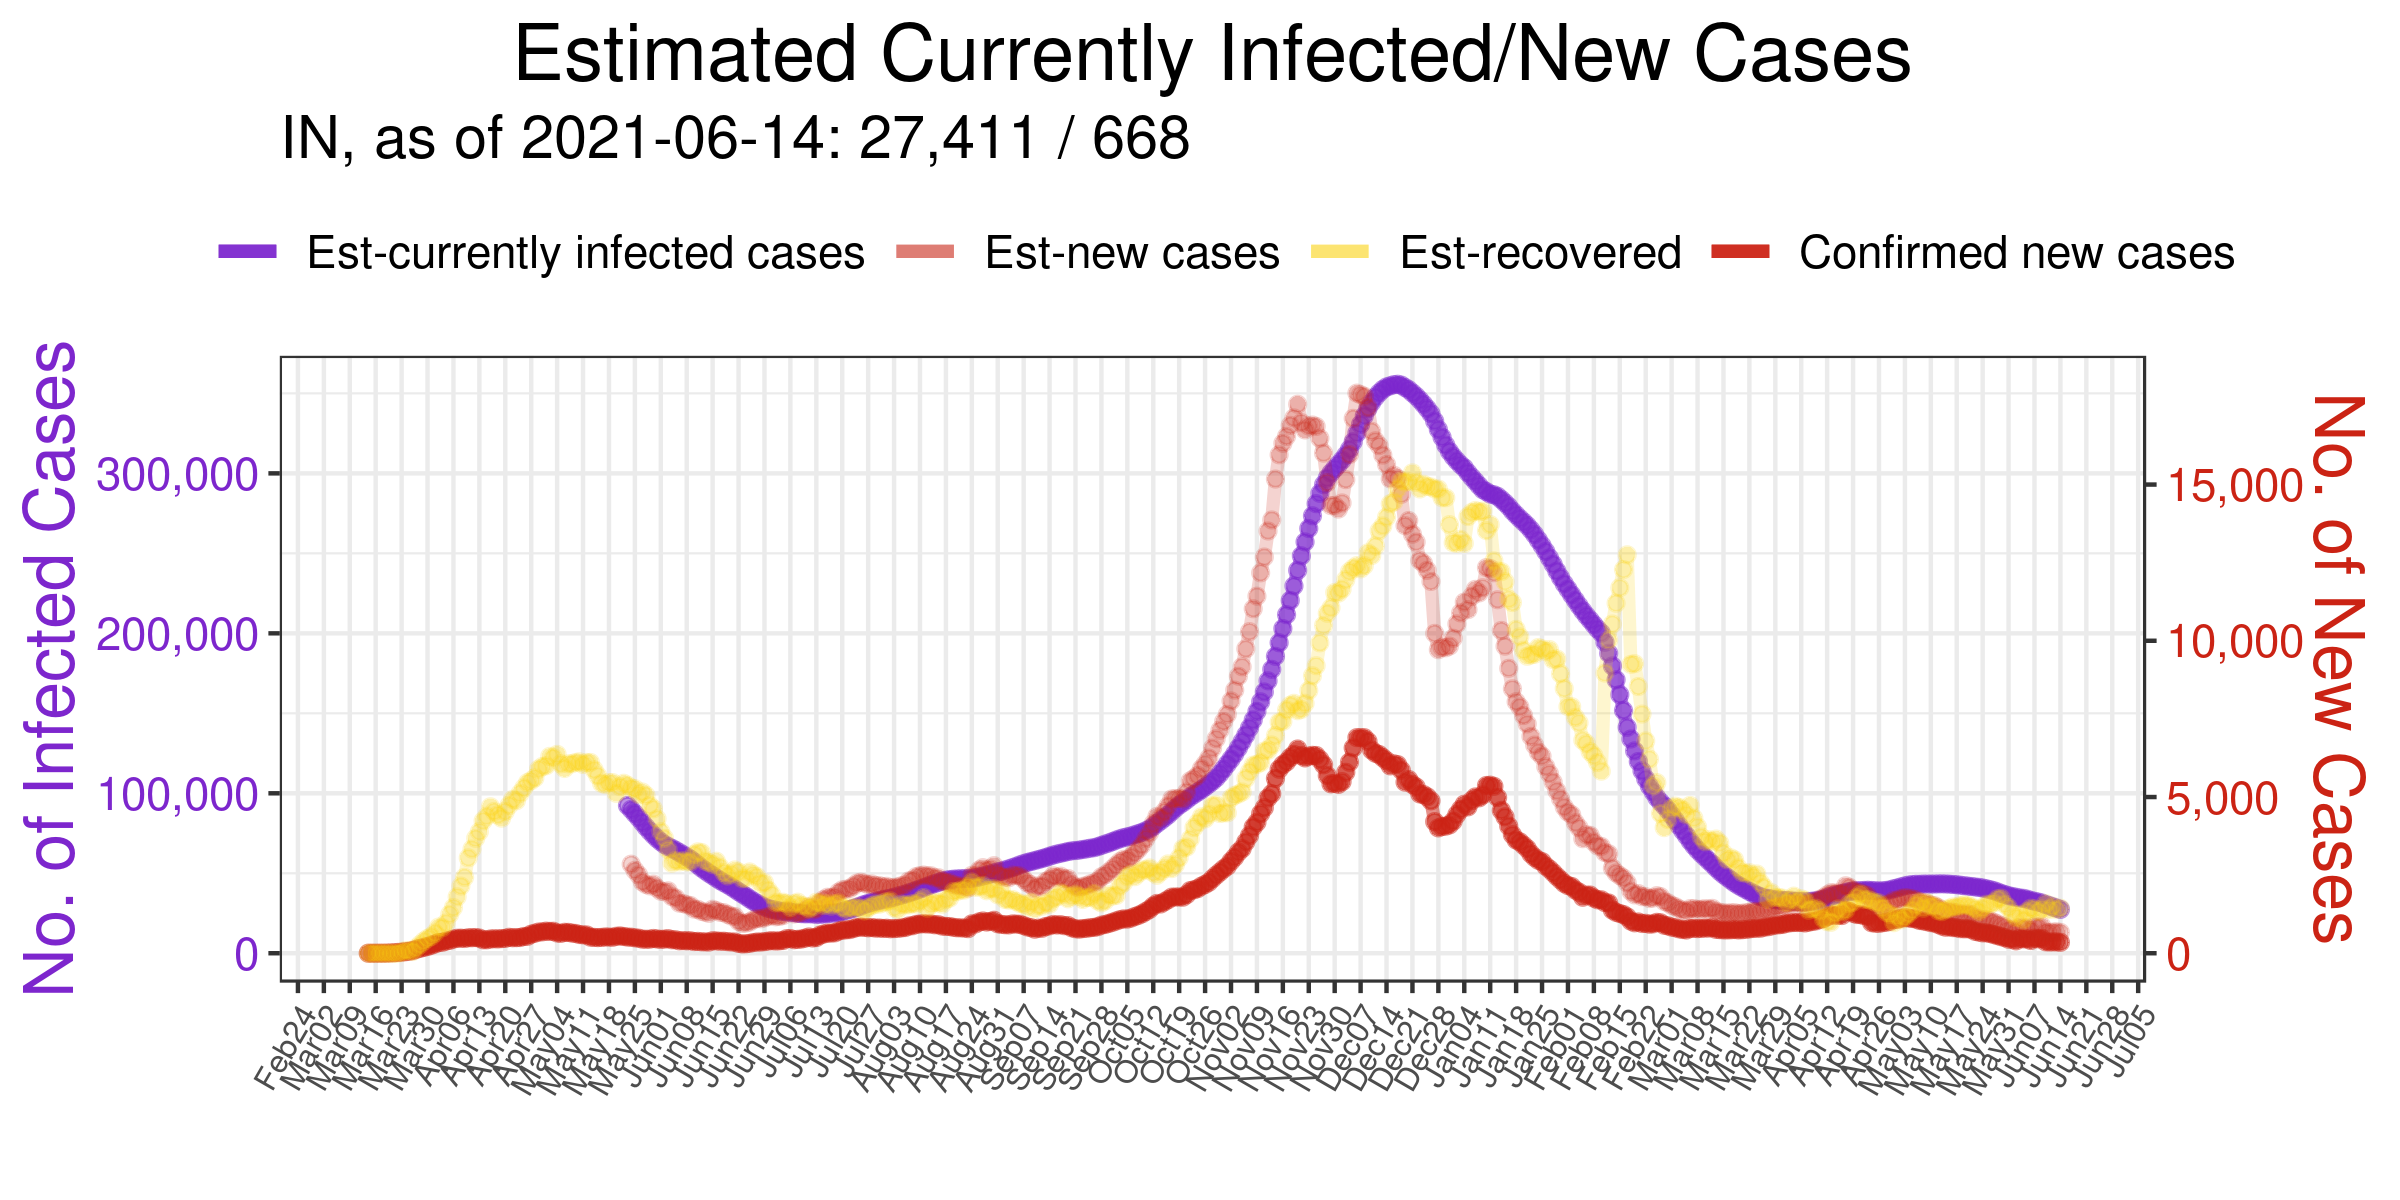 Estimated Currently Infected/New Cases
IN, as of 2021-06-14: 27,411 / 668
Est-currently infected cases
Est-new cases
Est-recovered
Confirmed new cases
No. of Infected Cases
300,000
200,000
100,000
0
15,000
10,000
5,000
0
No. of New Cases
Feb24
Mar02
Mar09
Mar16
Mar23
Mar30
Apr06
Apr13
Apr20
Apr27
May04
May11
May18
May25
Jun01
Jun08
Jun15
Jun22
Jun29
Jul06
Jul13
Jul20
Jul27
Aug03
Aug10
Aug17
Aug24
Aug31
Sep07
Sep14
Sep21
Sep28
Oct05
Oct12
Oct19
Oct26
Nov02
Nov09
Nov16
Nov23
Nov30
Dec07
Dec14
Dec21
Dec28
Jan04
Jan11
Jan18
Jan25
Feb01
Feb08
Feb15
Feb22
Mar01
Mar08
Mar15
Mar22
Mar29
Apr05
Apr12
Apr19
Apr26
May03
May10
May17
May24
May31
Jun07
Jun14
Jun21
Jun28
Jul05